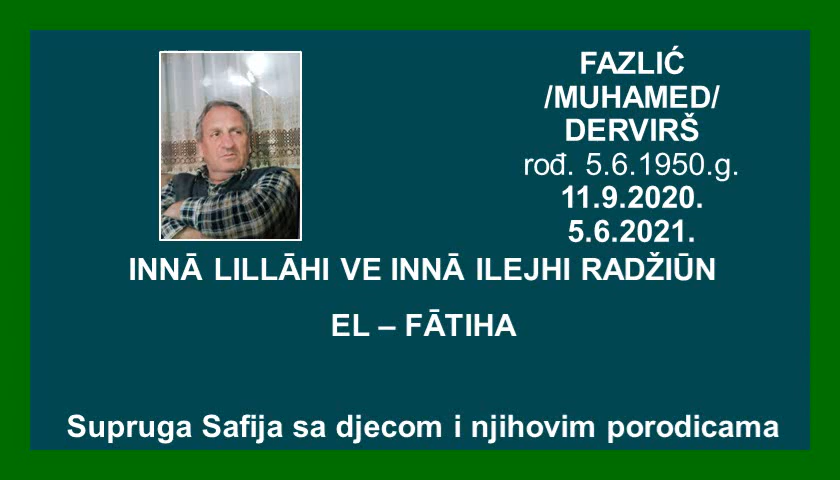 FAZLIĆ
/MUHAMED/
DERVIRŠ
rođ. 5.6.1950.g.
11.9.2020.
5.6.2021.
INNĀ LILLĀHI VE INNĀ ILEJHI RADŽIŪN
EL – FĀTIHA
Supruga Safija sa djecom i njihovim porodicama